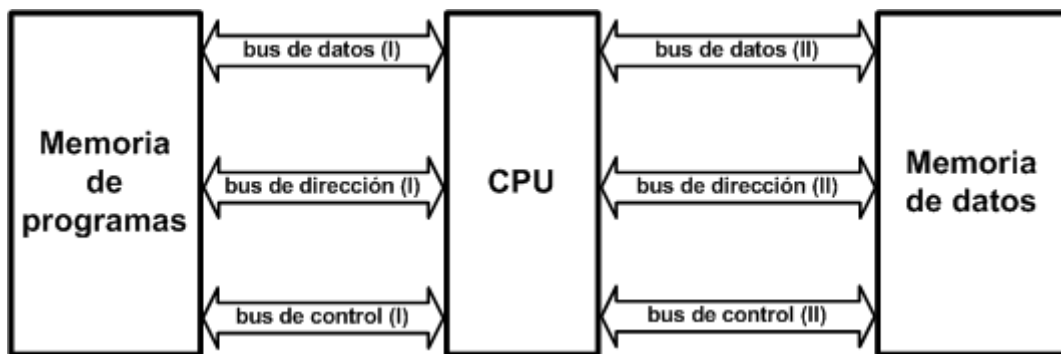 bus de datos (I)
bus de datos (II)
Memoria
de
programas
bus de dirección (I)
CPU
bus de dirección (II)
Memoria
de datos
bus de control (I)
bus de control (II)